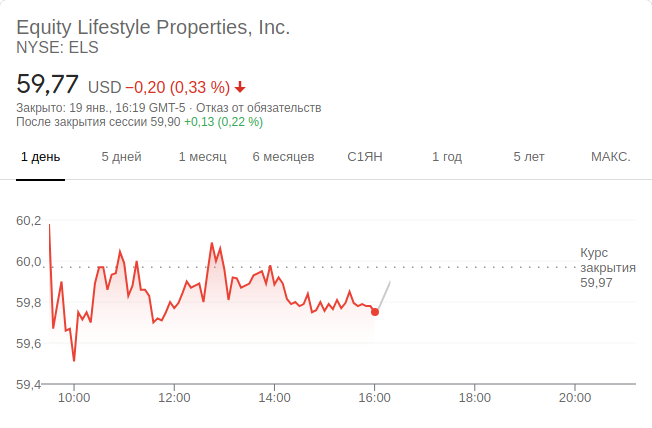 Equity Lifestyle Properties, Inc.
NYSE: ELS
59,77 USD −0,20 (0,33 %)
Закрыто: 19 янв., 16:19 GMT-5 · Отказ от обязательств
После закрытия сессии 59,90 +0,13 (0,22 %)
1 день 5 дней 1 месяц 6 месяцев С1ЯН 1 год 5 лет МАКС.
60,2
60,0
59,8
59,6
59,4
Курс
закрытия
59,97
10:00 12:00 14:00 16:00 18:00 20:00